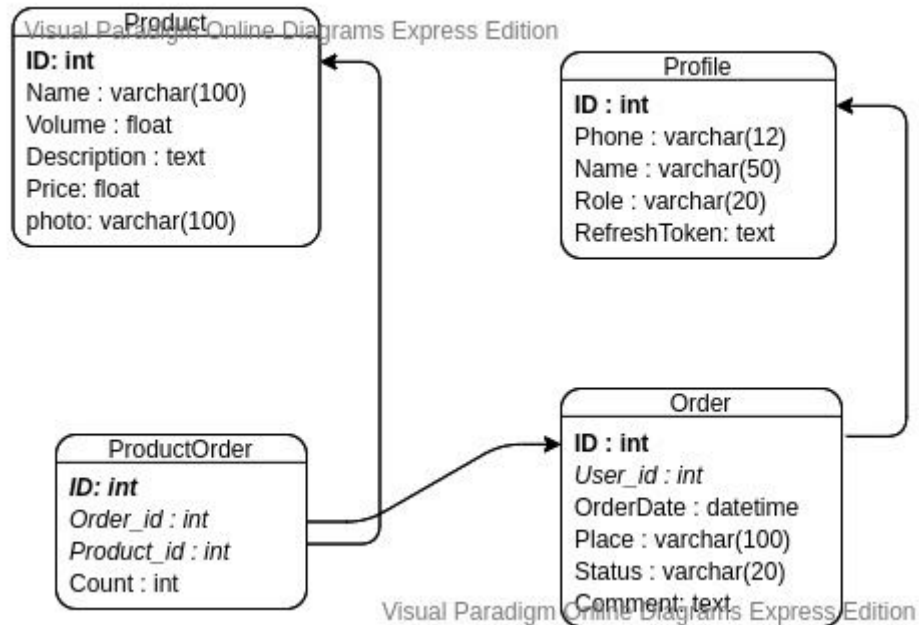 Visual Paradigm Online Diagrams Express Edition
Product
ID: int
Name : varchar(100)
Volume : float
Description : text
Price: float
photo: varchar(100)
Profile
ID : int
Phone : varchar(12)
Name : varchar(50)
Role : varchar(20)
RefreshToken: text
ProductOrder
ID: int
Order_id : int
Product_id : int
Count : int
Order
ID : int
User_id : int
OrderDate : datetime
Place : varchar(100)
Status : varchar(20)
Comment: text
Visual Paradigm Online Diagrams Express Edition